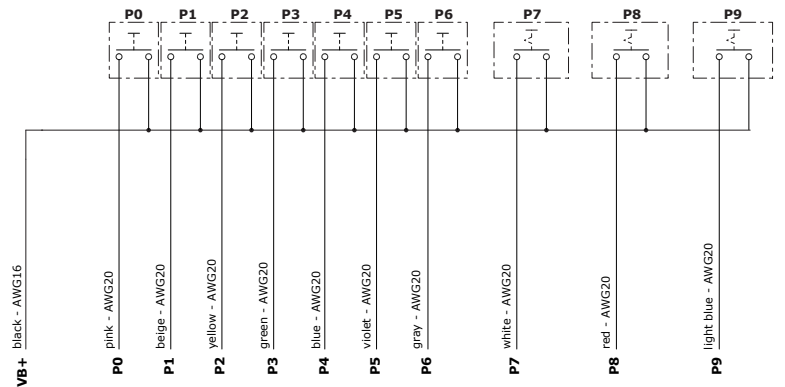 P0 P1 P2 P3 P4 P5 P6 P7 P8 P9
black - AWG16
pink - AWG20
beige - AWG20
yellow - AWG20
green - AWG20
blue - AWG20
violet - AWG20
gray - AWG20
white - AWG20
red - AWG20
light blue - AWG20
VB+
P0
P1
P2
P3
P4
P5
P6
P7
P8
P9